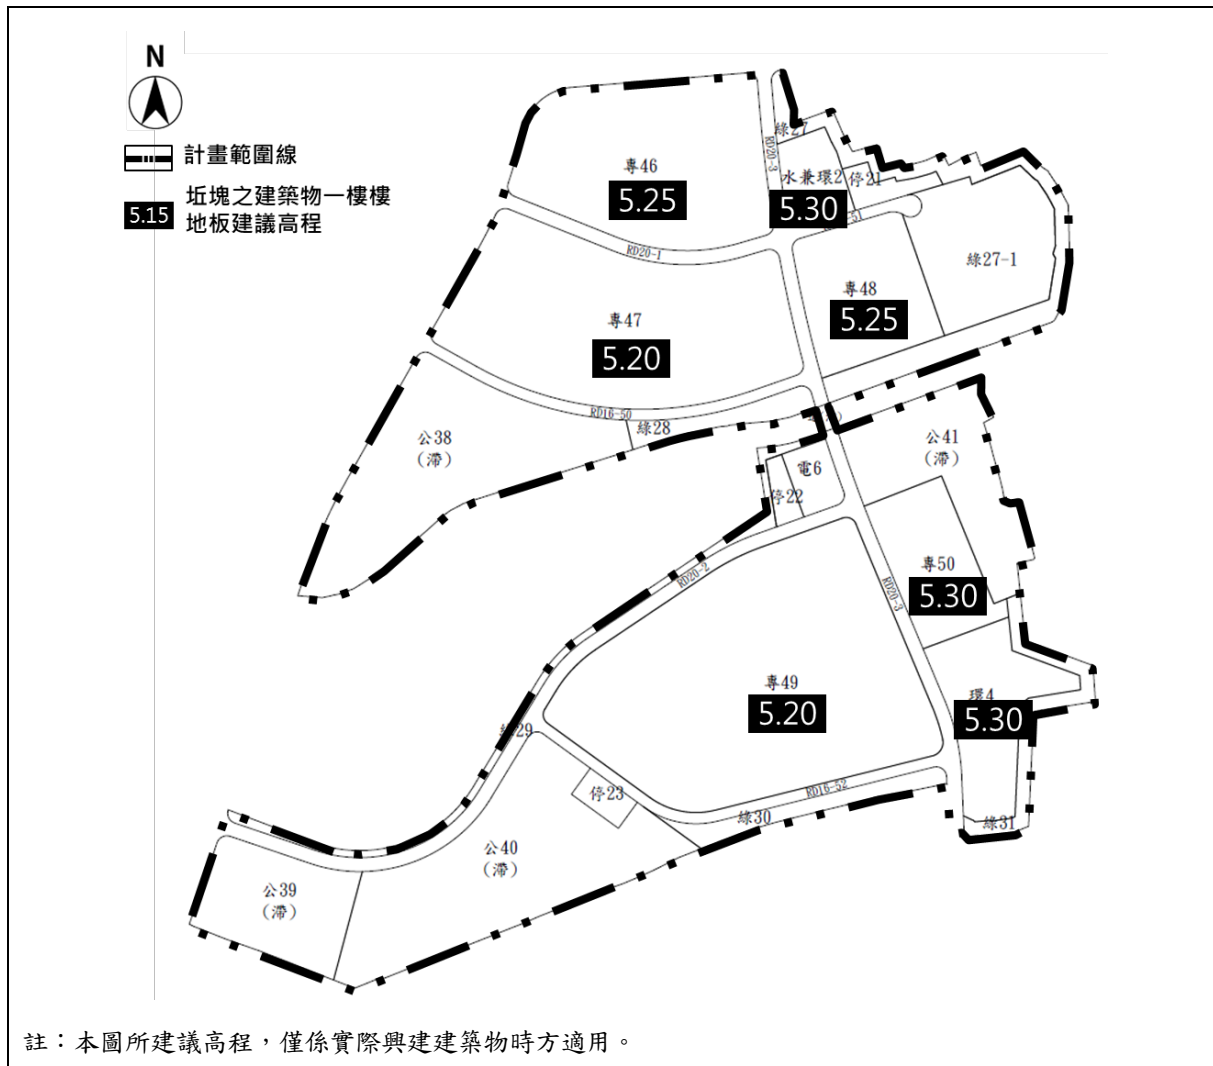 N
計畫範圍線
5.15
坵塊之建築物一樓樓
地板建議高程
綠27
RD20-3
專46
5.25
水兼環2
停21
5.30
51
RD20-1
綠27-1
專48
5.25
專47
5.20
RD16-50
綠28
公38
（滯）
公41
（滯）
電6
停22
專50
5.30
RD20-2
RD20-3
專49
5.20
環4
5.30
綠29
停23
RD16-52
綠30
綠31
公40
（滯）
公39
（滯）
註：本圖所建議高程，僅係實際興建建築物時方適用。